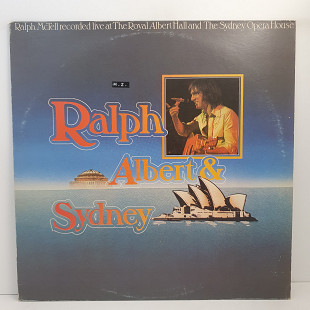 Ralph McTell recorded live at The Royal Albert Hall and The Sydney Opera House
Ralph
Albert &
Sydney